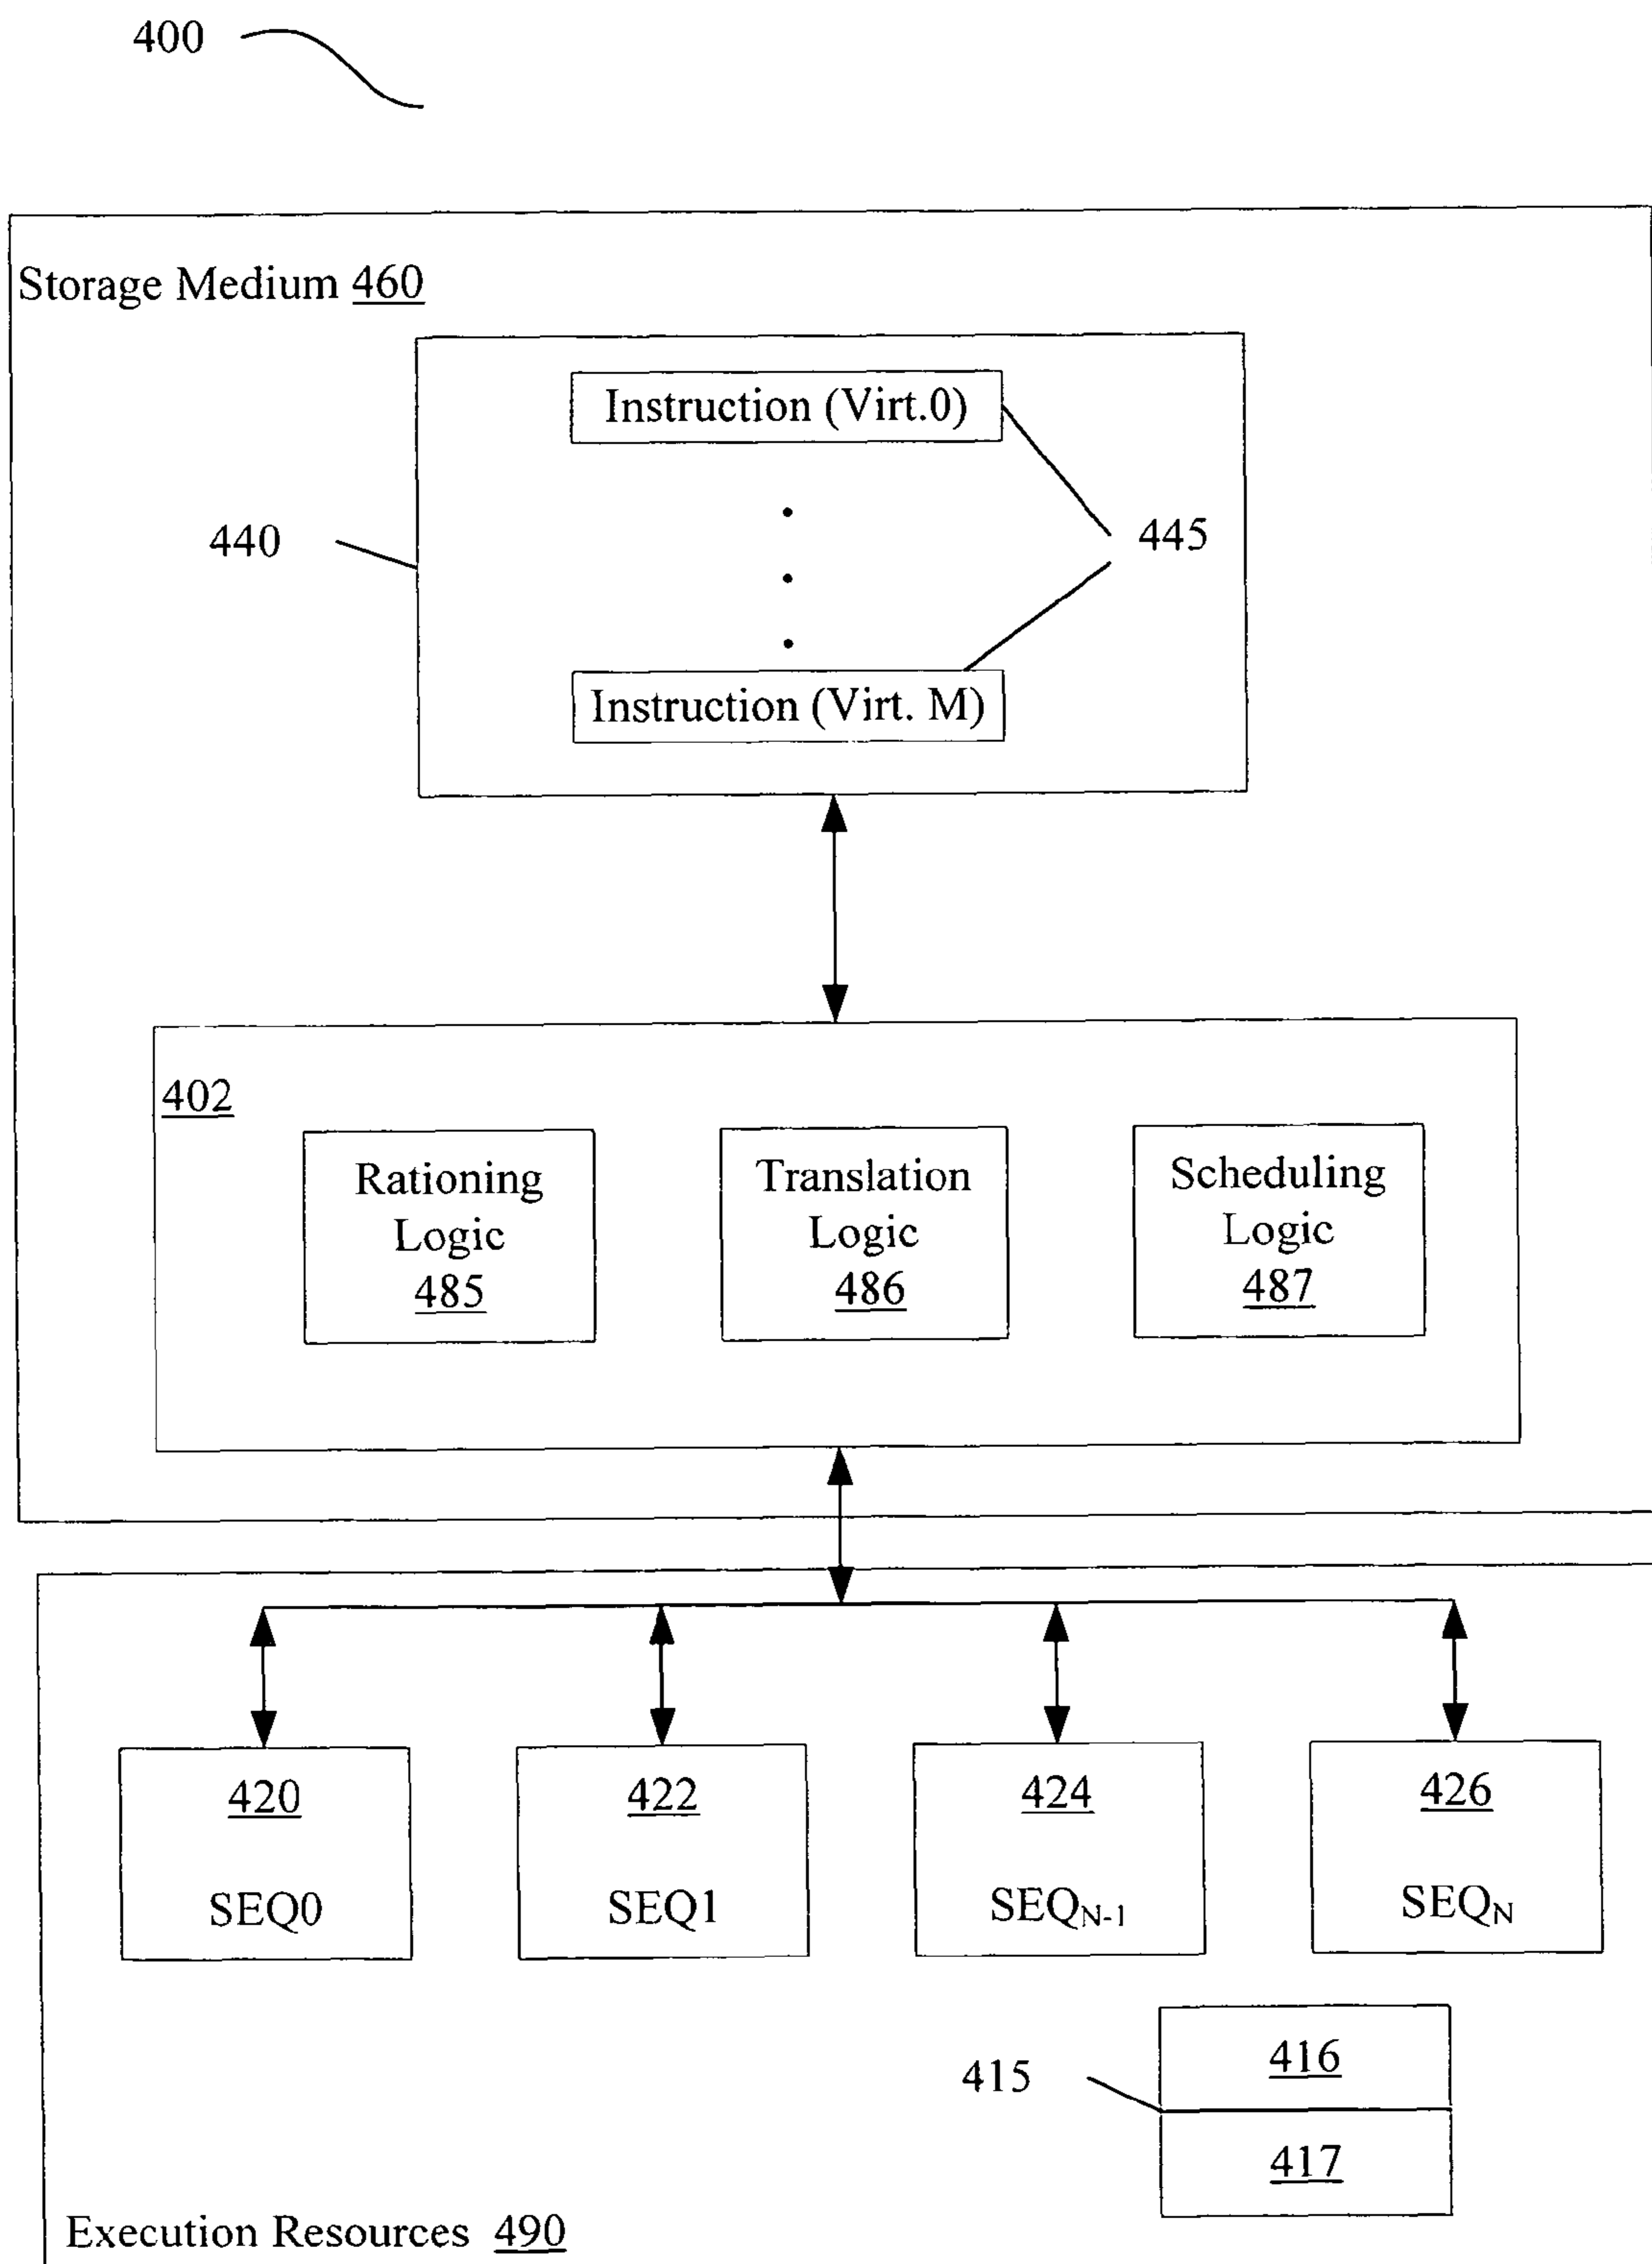 400
Storage Medium 460
Instruction (Virt.0)
440
445
Instruction (Virt. M)
402
Rationing
Logic
485
Translation
Logic
486
Scheduling
Logic
487
420
SEQ0
422
SEQ1
424
SEQN-1
426
SEQN
415
416
417
Execution Resources 490